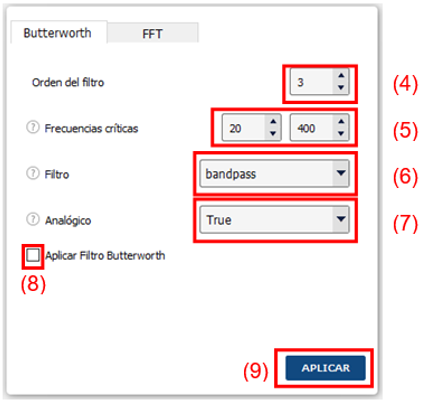 Butterworth FFT
Orden del filtro 3 (4)
? Frecuencias críticas 20 400 (5)
? Filtro bandpass (6)
? Analógico True (7)
Aplicar Filtro Butterworth
(8)
(9) APLICAR